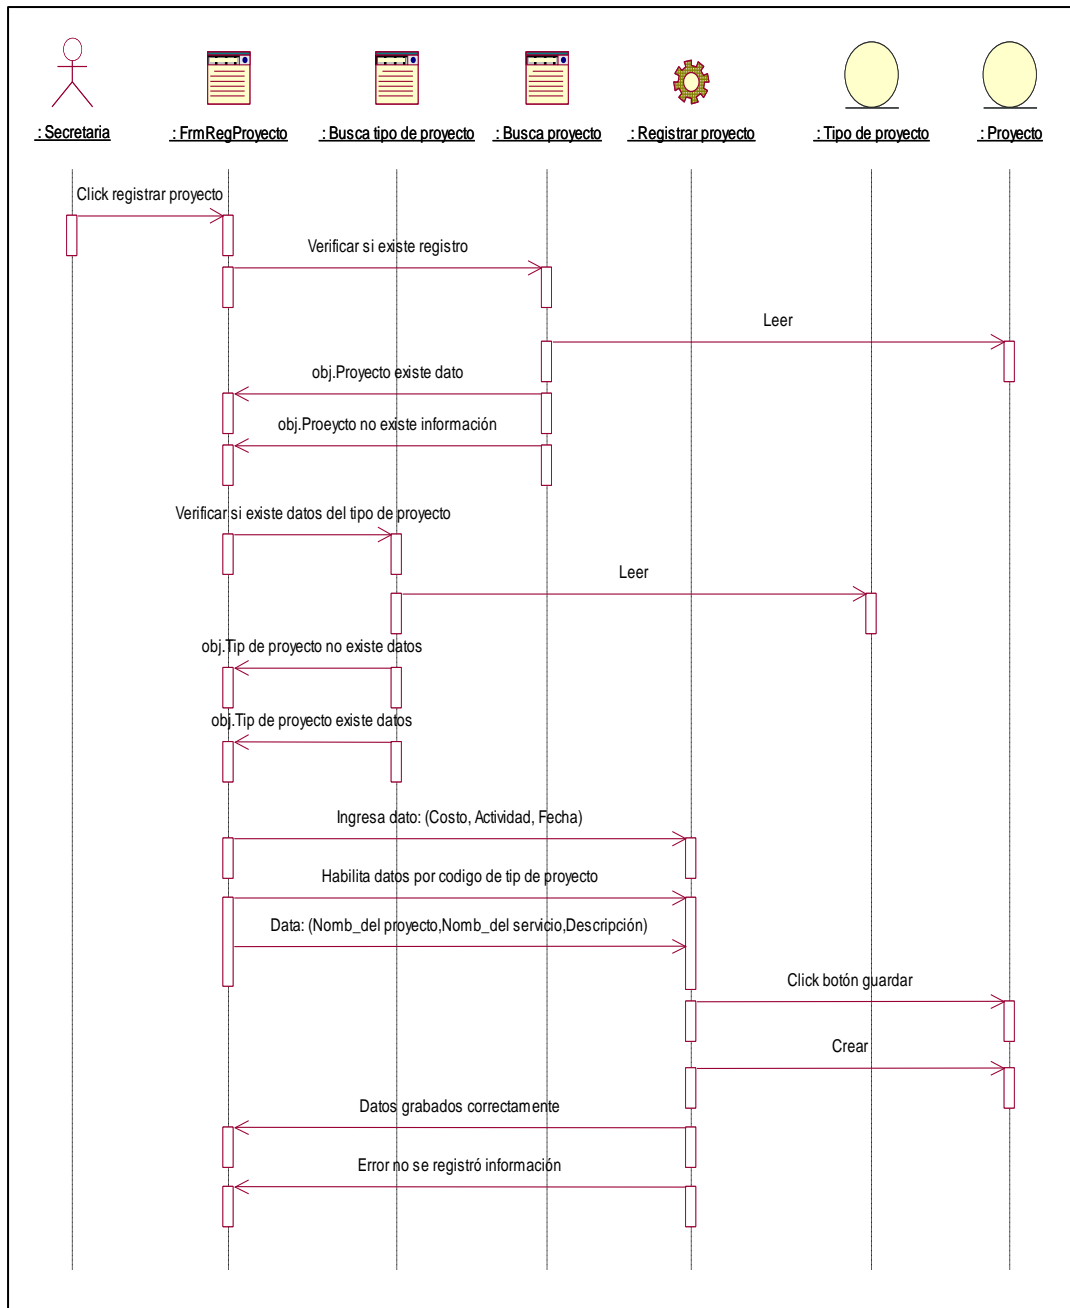 : Secretaria
: FrmRegProyecto
: Busca tipo de proyecto
: Busca proyecto
: Registrar proyecto
: Tipo de proyecto
: Proyecto
Click registrar proyecto
Verificar si existe registro
Leer
obj.Proyecto existe dato
obj.Proeycto no existe información
Verificar si existe datos del tipo de proyecto
Leer
obj.Tip de proyecto no existe datos
obj.Tip de proyecto existe datos
Ingresa dato: (Costo, Actividad, Fecha)
Habilita datos por codigo de tip de proyecto
Data: (Nomb_del proyecto,Nomb_del servicio,Descripción)
Click botón guardar
Crear
Datos grabados correctamente
Error no se registró información